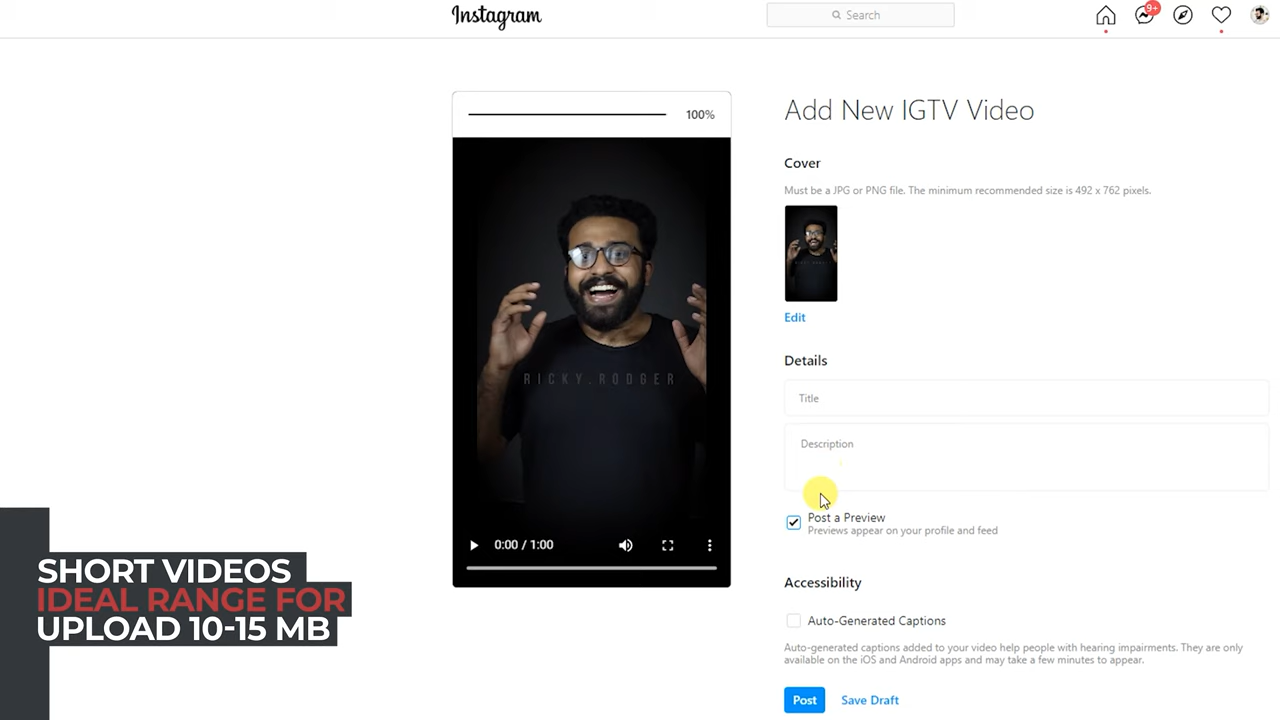 Instagram
Search
9+
100%
Add New IGTV Video
Cover
Must be a JPG or PNG file. The minimum recommended size is 492 x 762 pixels.
Edit
RICKY.RODGER
Details
Title
Description
Post a Preview
Previews appear on your profile and feed
0:00 / 1:00
Accessibility
Auto-Generated Captions
Auto-generated captions added to your video help people with hearing impairments. They are only
available on the iOS and Android apps and may take a few minutes to appear.
Post
Save Draft
SHORT VIDEOS
IDEAL RANGE FOR
UPLOAD 10-15 MB